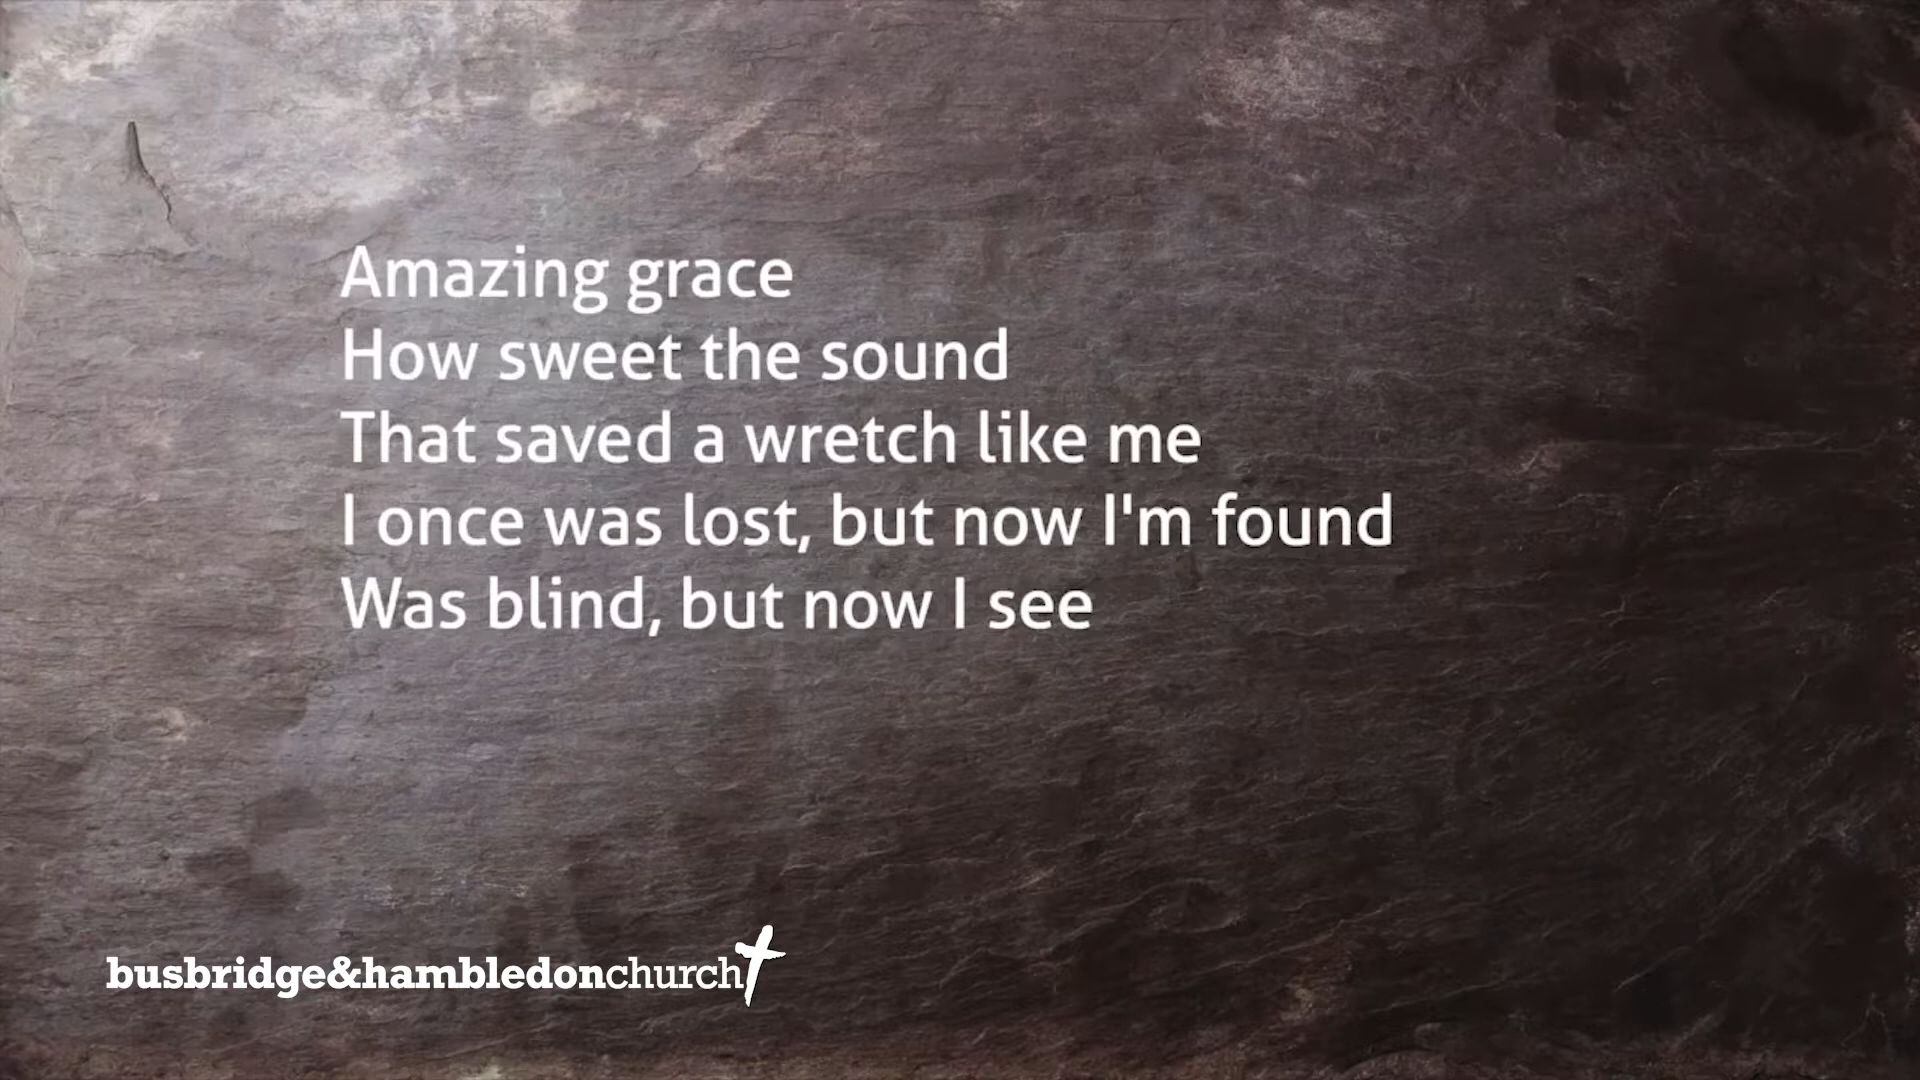 Amazing grace
How sweet the sound
That saved a wretch like me
I once was lost, but now I'm found
Was blind, but now I see
busbridge&hambledonchurch